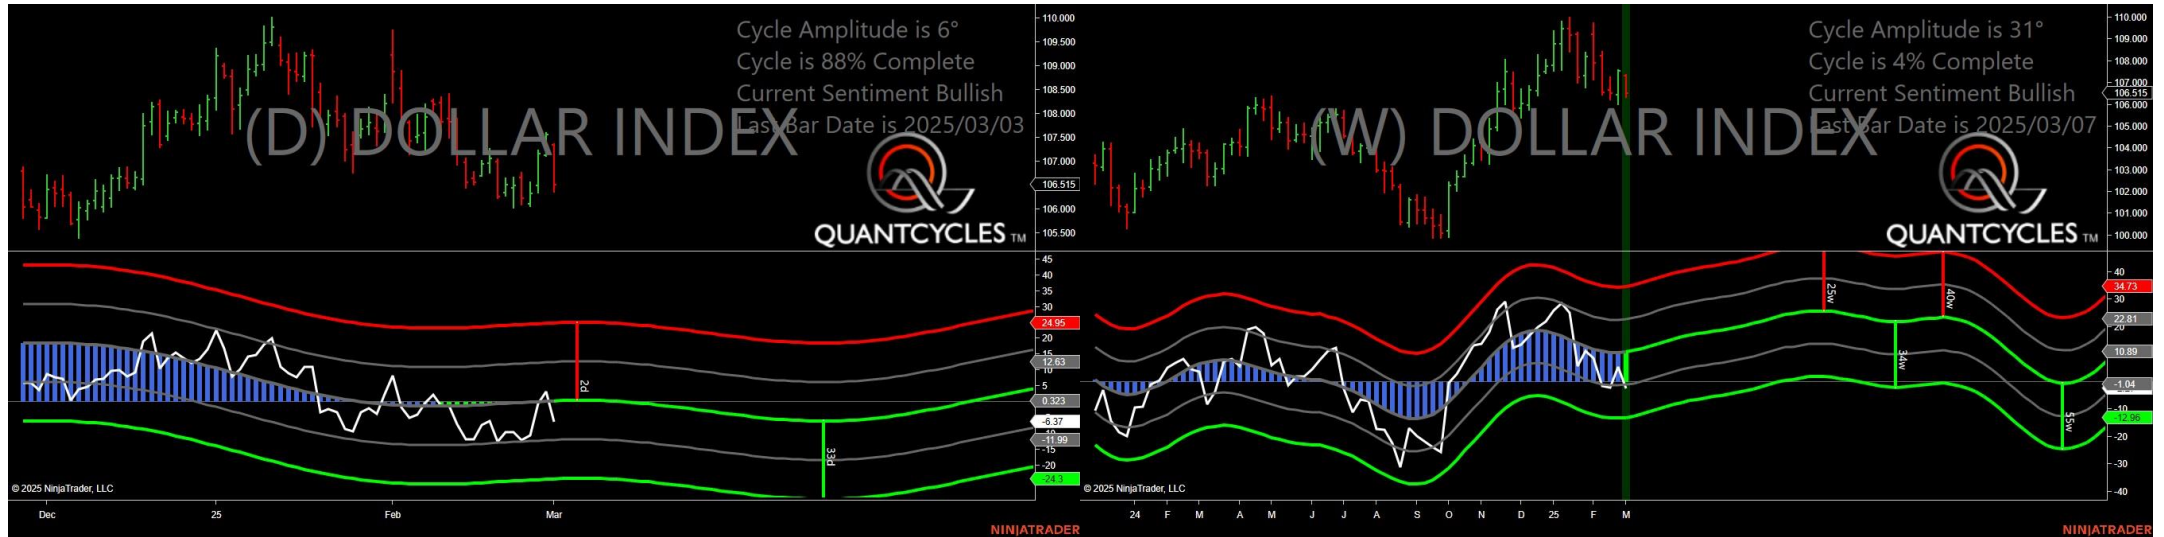 Cycle Amplitude is 6°
Cycle is 88% Complete
Current Sentiment Bullish
Last Bar Date is 2025/03/03
(D) DOLLAR INDEX
QUANTCYCLES TM
110.000
109.500
109.000
108.500
108.000
107.500
107.000
106.515
106.000
105.500
45
40
35
30
24.95
20
15
12.63
10
5
0.323
-6.37
-11.99
-15
-20
-24.3
2d
33d
© 2025 NinjaTrader, LLC
Dec 25 Feb Mar
NINJATRADER
Cycle Amplitude is 31°
Cycle is 4% Complete
Current Sentiment Bullish
Last Bar Date is 2025/03/07
(W) DOLLAR INDEX
QUANTCYCLES TM
110.000
109.000
108.000
107.000
106.515
106.000
105.000
104.000
103.000
102.000
101.000
100.000
40
34.73
30
22.81
20
10.89
-1.04
-10
-12.96
-20
-30
-40
25w
40w
34w
55w
© 2025 NinjaTrader, LLC
24 F M A M J J A S O N D 25 F M
NINJATRADER